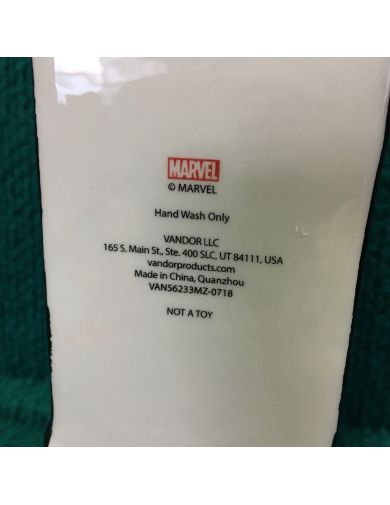 MARVEL
© MARVEL
Hand Wash Only
VANDOR LLC
165 S. Main St., Ste. 400 SLC, UT 84111, USA
vandorproducts.com
Made in China, Quanzhou
VAN56233MZ-0718
NOT A TOY